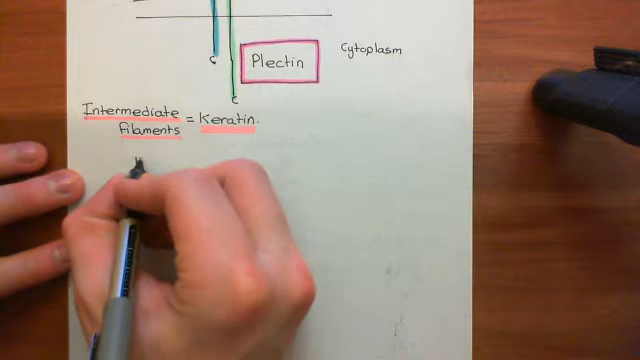 Cytoplasm
C
Plectin
C
Intermediate
filaments = Keratin.